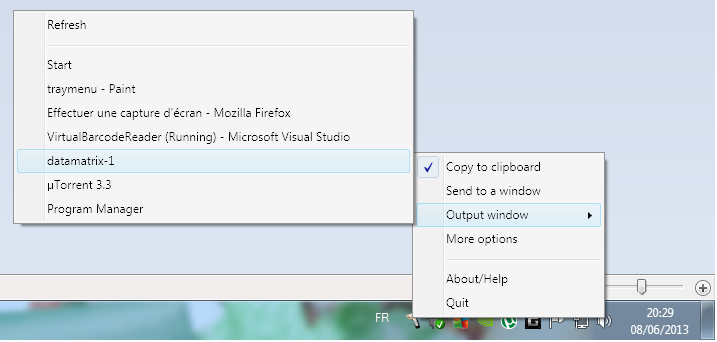 Refresh
Start
traymenu - Paint
Effectuer une capture d'écran - Mozilla Firefox
VirtualBarcodeReader (Running) - Microsoft Visual Studio
datamatrix-1
µTorrent 3.3
Program Manager
Copy to clipboard
Send to a window
Output window
More options
About/Help
Quit
FR
20:29
08/06/2013